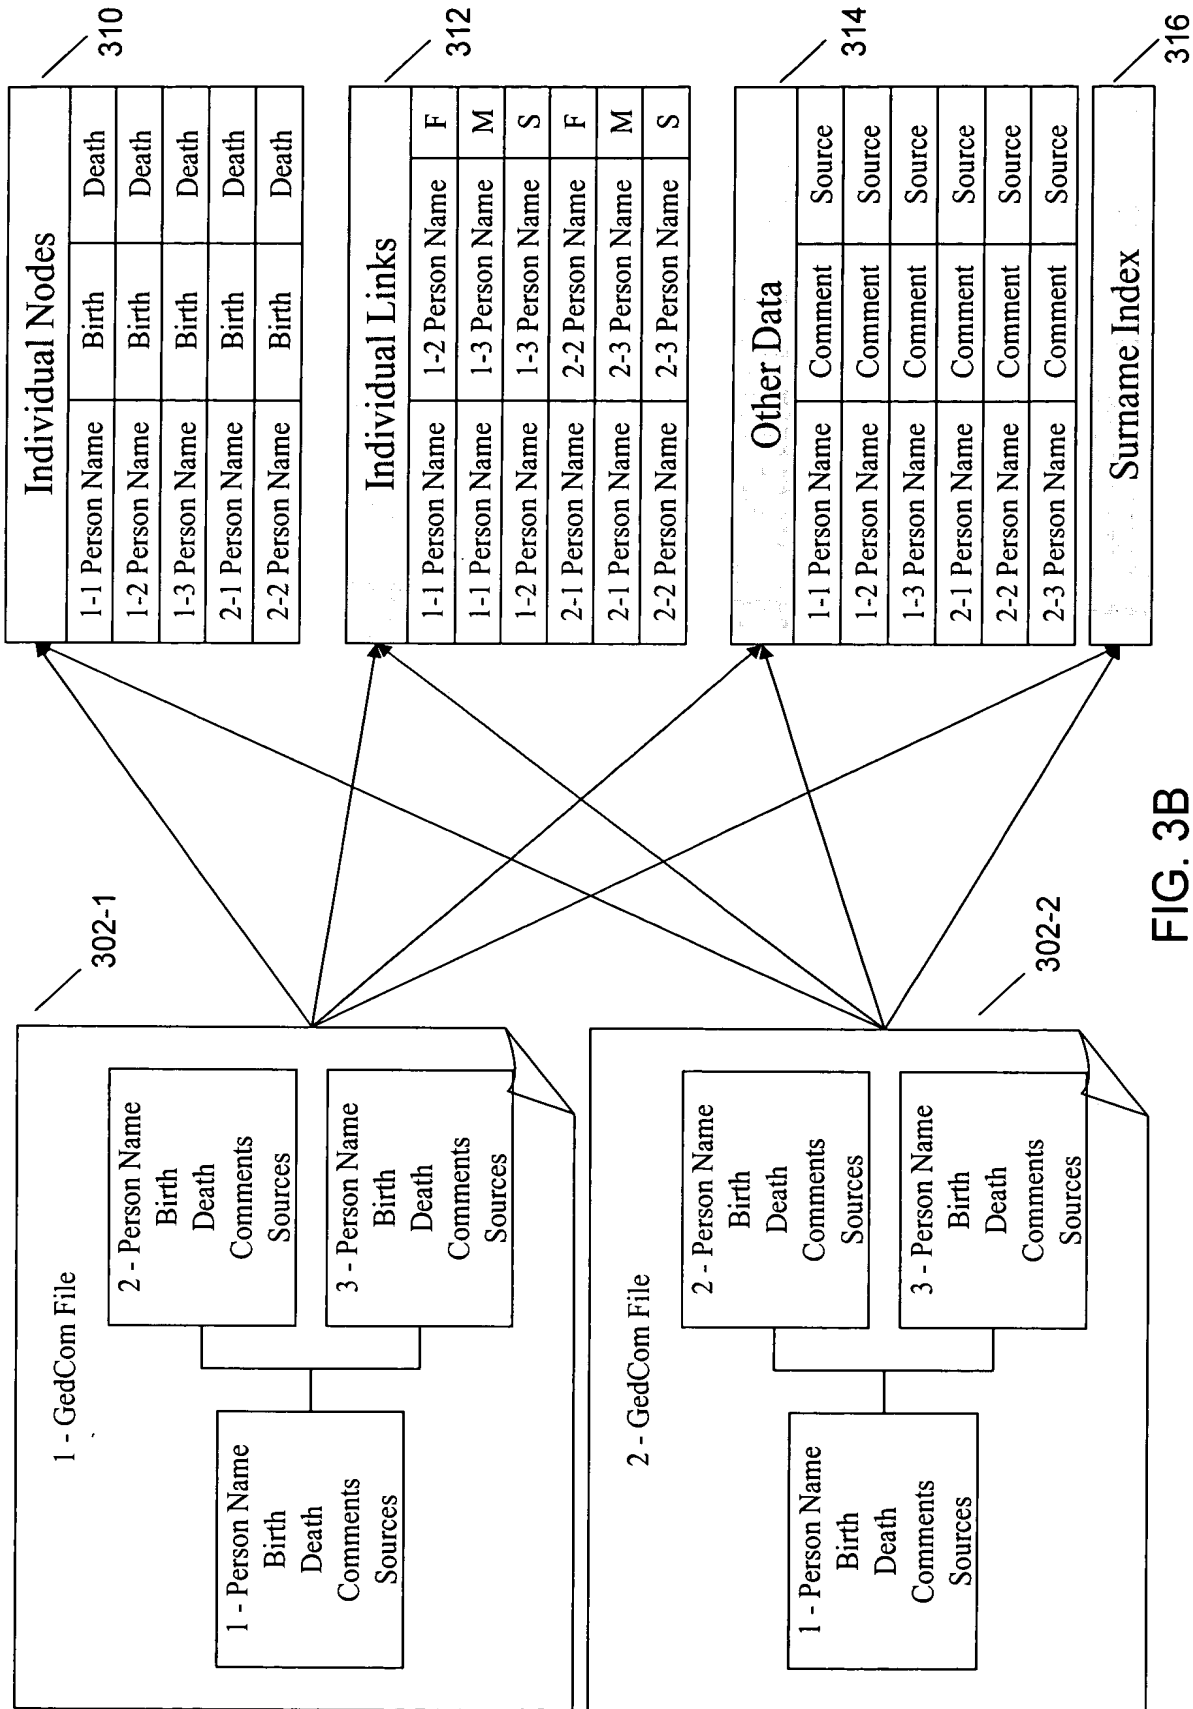 302-1
1 - GedCom File
1 - Person Name
Birth
Death
Comments
Sources
2 - Person Name
Birth
Death
Comments
Sources
3 - Person Name
Birth
Death
Comments
Sources
302-2
2 - GedCom File
1 - Person Name
Birth
Death
Comments
Sources
2 - Person Name
Birth
Death
Comments
Sources
3 - Person Name
Birth
Death
Comments
Sources
310
Individual Nodes
1-1 Person Name Birth Death
1-2 Person Name Birth Death
1-3 Person Name Birth Death
2-1 Person Name Birth Death
2-2 Person Name Birth Death
312
Individual Links
1-1 Person Name 1-2 Person Name F
1-1 Person Name 1-3 Person Name M
1-2 Person Name 1-3 Person Name S
2-1 Person Name 2-2 Person Name F
2-1 Person Name 2-3 Person Name M
2-2 Person Name 2-3 Person Name S
314
Other Data
1-1 Person Name Comment Source
1-2 Person Name Comment Source
1-3 Person Name Comment Source
2-1 Person Name Comment Source
2-2 Person Name Comment Source
2-3 Person Name Comment Source
316
Surname Index
FIG. 3B